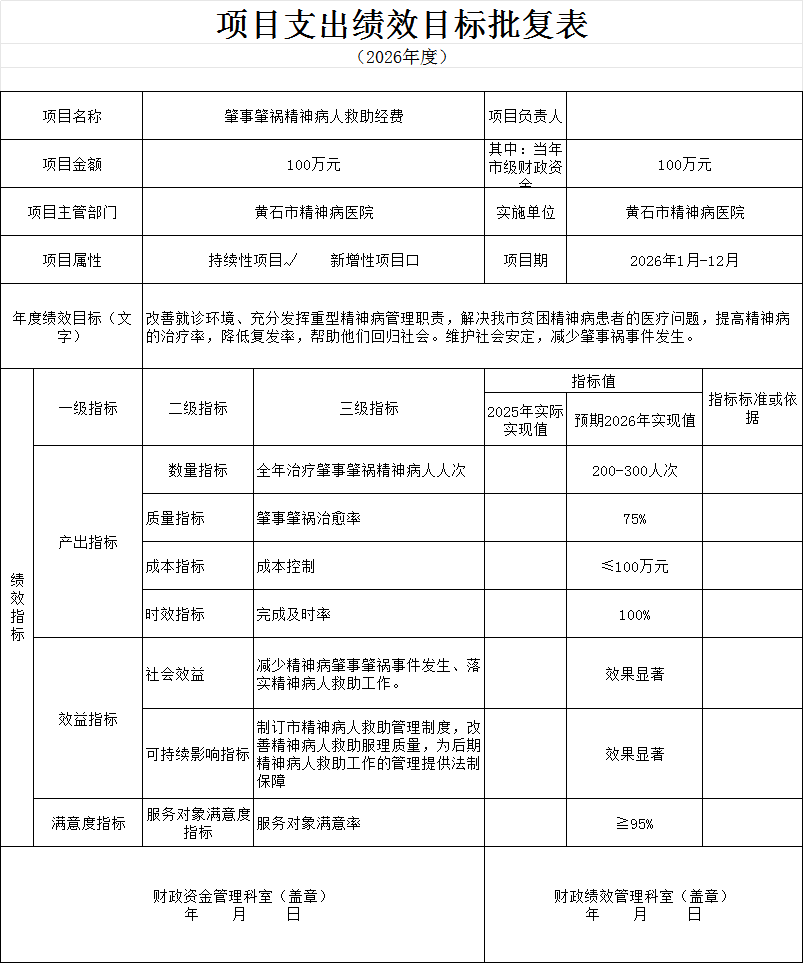 项目支出绩效目标批复表
（2026年度）
项目名称 肇事肇祸精神病人救助经费 项目负责人
项目金额 100万元 其中：当年
市级财政资
金 100万元
项目主管部门 黄石市精神病医院 实施单位 黄石市精神病医院
项目属性 持续性项目√ 新增性项目口 项目期 2026年1月-12月
年度绩效目标（文
字） 改善就诊环境、充分发挥重型精神病管理职责，解决我市贫困精神病患者的医疗问题，提高精神病
的治疗率，降低复发率，帮助他们回归社会。维护社会安定，减少肇事祸事件发生。
绩效指标
一级指标 二级指标 三级指标 指标值 指标标准或依
据
2025年实际
实现值 预期2026年实现值
产出指标 数量指标 全年治疗肇事肇祸精神病人人次 200-300人次
质量指标 肇事肇祸治愈率 75%
成本指标 成本控制 ≤100万元
时效指标 完成及时率 100%
效益指标 社会效益 减少精神病肇事肇祸事件发生、落
实精神病人救助工作。 效果显著
可持续影响指标 制订市精神病人救助管理制度，改
善精神病人救助服理质量，为后期
精神病人救助工作的管理提供法制
保障 效果显著
满意度指标 服务对象满意度
指标 服务对象满意率 ≧95%
财政资金管理科室（盖章） 财政绩效管理科室（盖章）
年 月 日 年 月 日